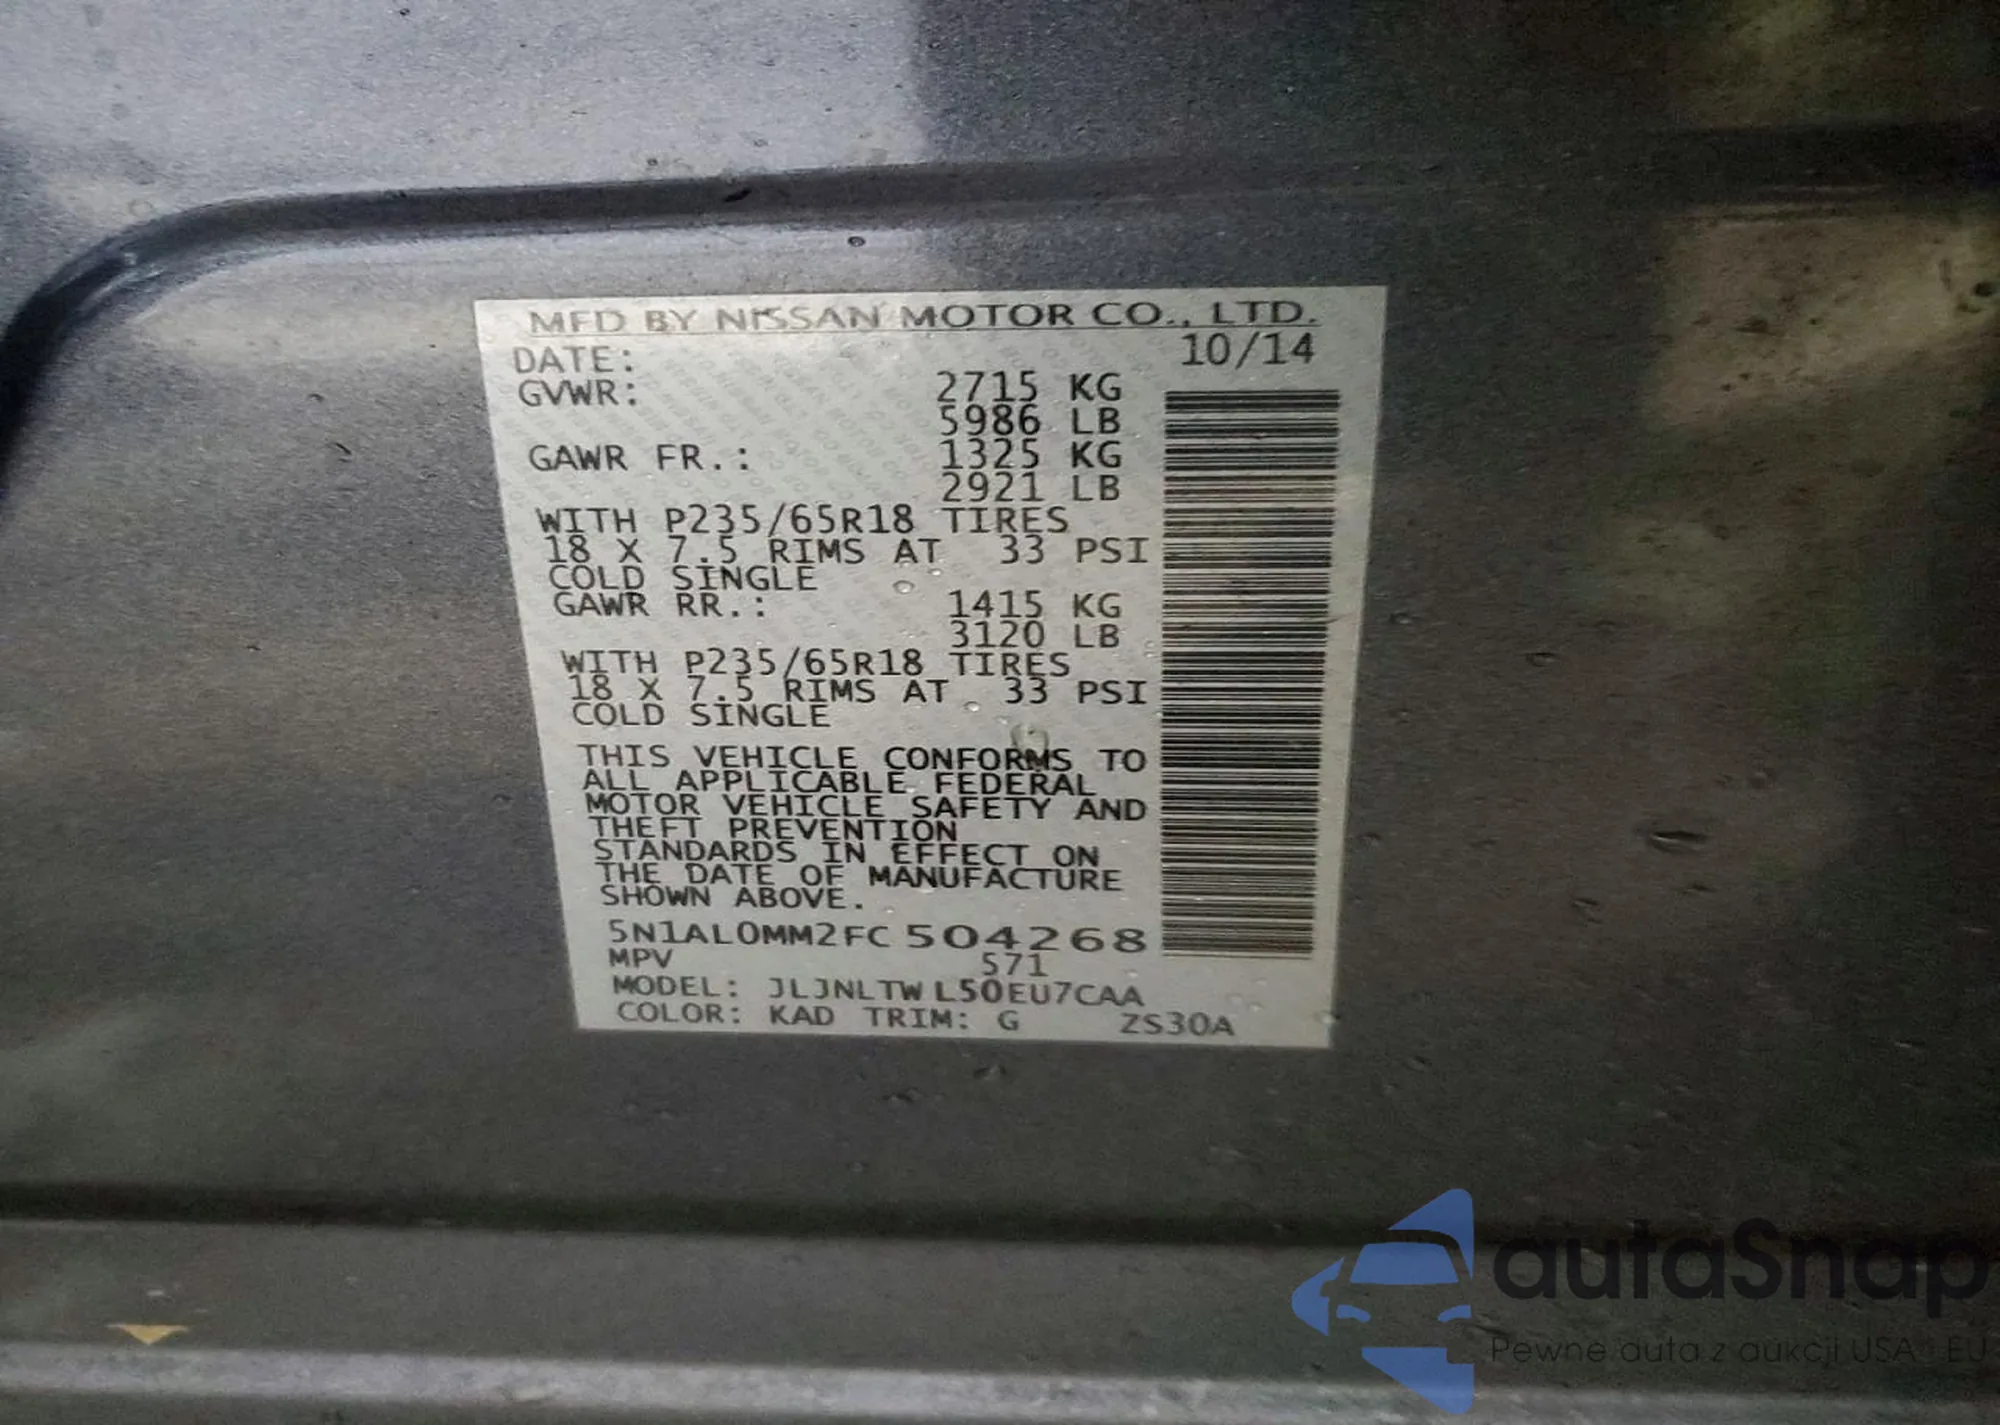 MFD BY NISSAN MOTOR CO., LTD.
DATE: 10/14
GVWR: 2715 KG
5986 LB
GAWR FR.: 1325 KG
2921 LB
WITH P235/65R18 TIRES
18 X 7.5 RIMS AT 33 PSI
COLD SINGLE
GAWR RR.: 1415 KG
3120 LB
WITH P235/65R18 TIRES
18 X 7.5 RIMS AT 33 PSI
COLD SINGLE
THIS VEHICLE CONFORMS TO
ALL APPLICABLE FEDERAL
MOTOR VEHICLE SAFETY AND
THEFT PREVENTION
STANDARDS IN EFFECT ON
THE DATE OF MANUFACTURE
SHOWN ABOVE.
5N1AL0MM2FC 504268
MPV 571
MODEL: JLJNLTW L50EU7CAA
COLOR: KAD TRIM: G ZS30A
autaSnap
Pewne auta z aukcji USA i EU